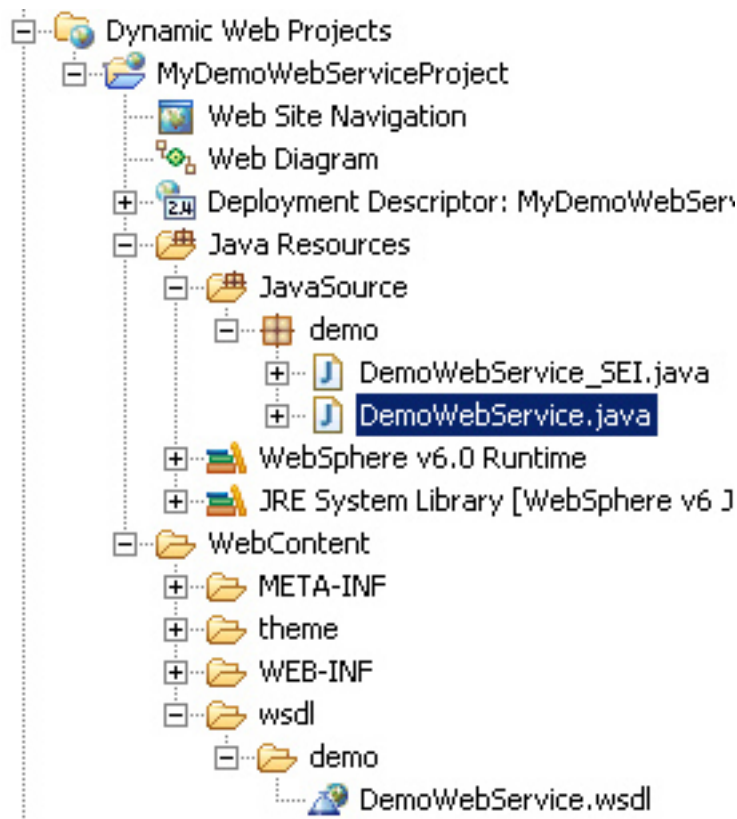 Dynamic Web Projects
MyDemoWebServiceProject
Web Site Navigation
Web Diagram
2.4 Deployment Descriptor: MyDemoWebServ
Java Resources
JavaSource
demo
J DemoWebService_SEI.java
J DemoWebService.java
WebSphere v6.0 Runtime
JRE System Library [WebSphere v6 J
WebContent
META-INF
theme
WEB-INF
wsdl
demo
DemoWebService.wsdl